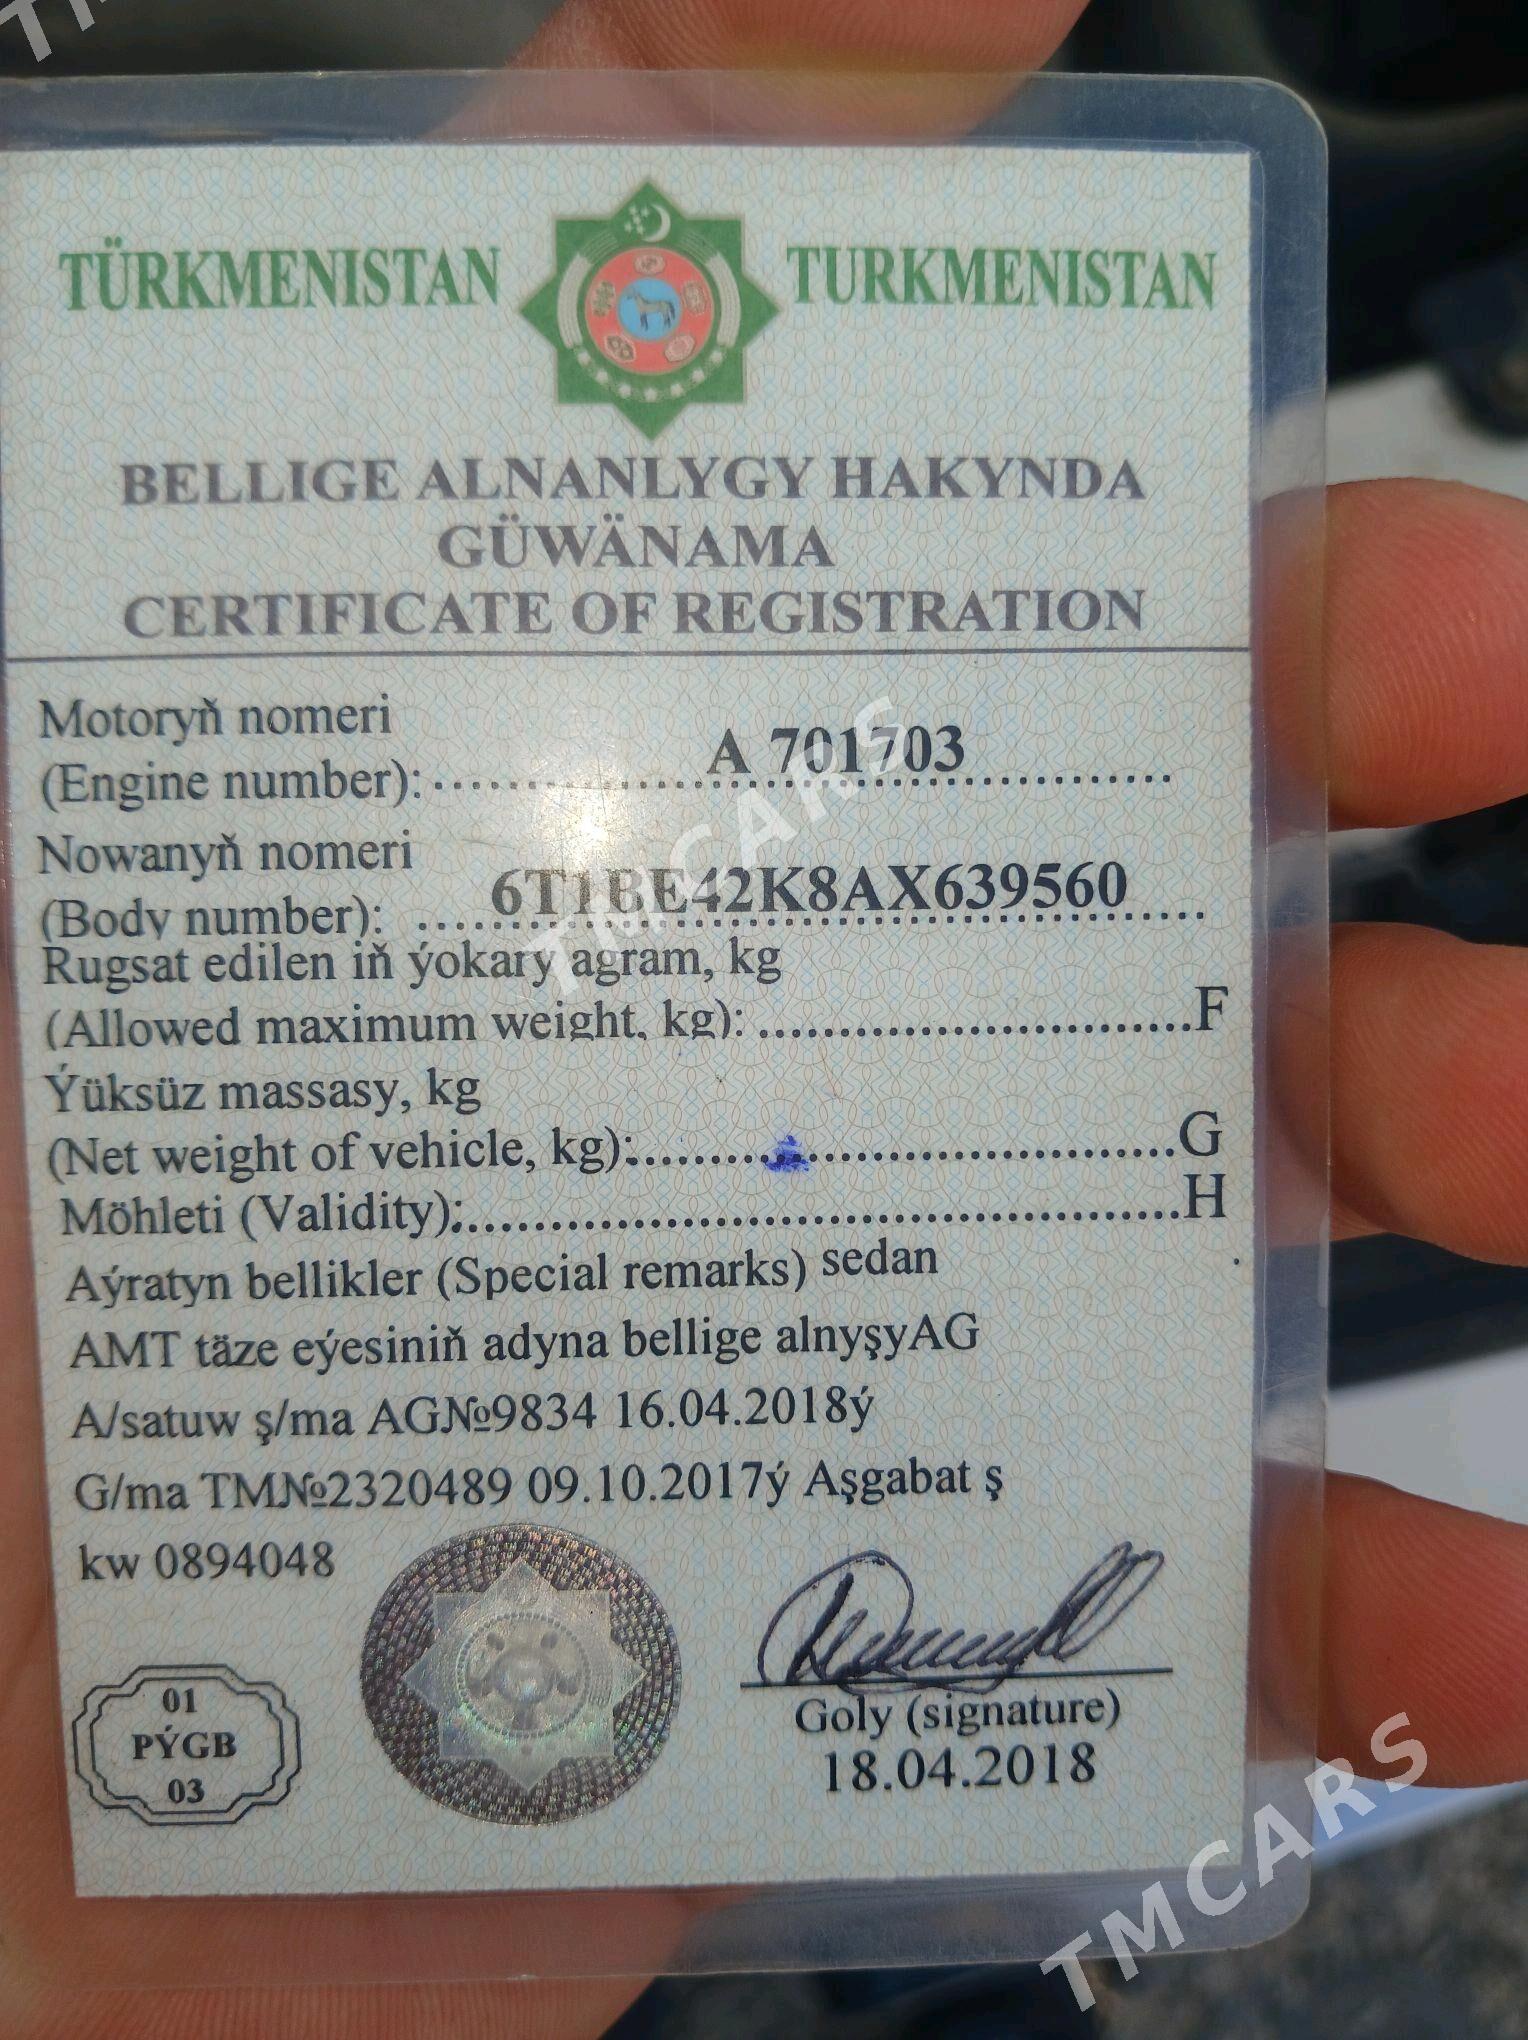 TÜRKMENISTAN TURKMENISTAN
BELLIGE ALNANLYGY HAKYNDA
GÜWÄNAMA
CERTIFICATE OF REGISTRATION
Motoryň nomeri
(Engine number): A 701703
Nowanyň nomeri
(Body number): 6T1BE42K8AX639560
Rugsat edilen iň ýokary agram, kg
(Allowed maximum weight, kg): F
Ýüksüz massasy, kg
(Net weight of vehicle, kg): G
Möhleti (Validity): H
Aýratyn bellikler (Special remarks) sedan
AMT täze eýesiniň adyna bellige alnyşyAG
A/satuw ş/ma AG№9834 16.04.2018ý
G/ma TM№2320489 09.10.2017ý Aşgabat ş
kw 0894048
01
PÝGB
03
Goly (signature)
18.04.2018
TMCARS
TMCARS